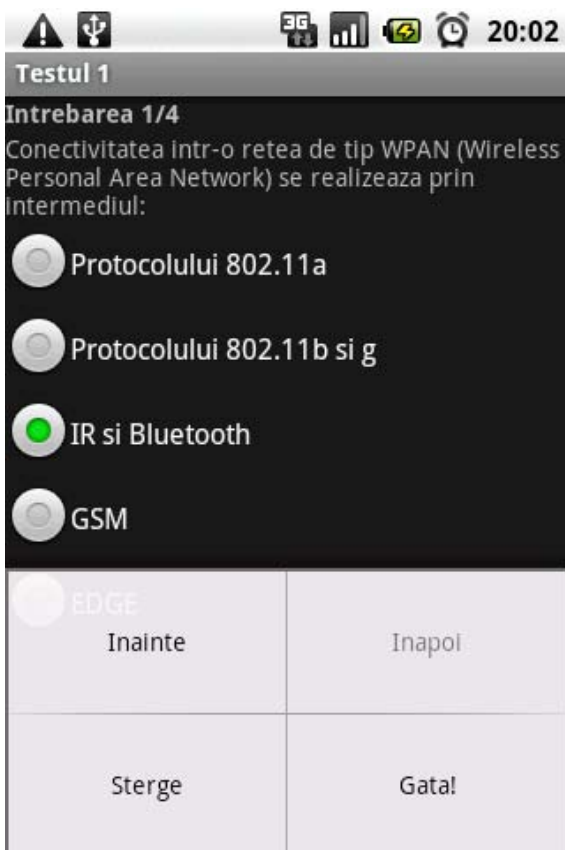 3G 20:02
Testul 1
Intrebarea 1/4
Conectivitatea intr-o retea de tip WPAN (Wireless
Personal Area Network) se realizeaza prin
intermediul:
Protocolului 802.11a
Protocolului 802.11b si g
IR si Bluetooth
GSM
EDGE
Inainte Inapoi
Sterge Gata!